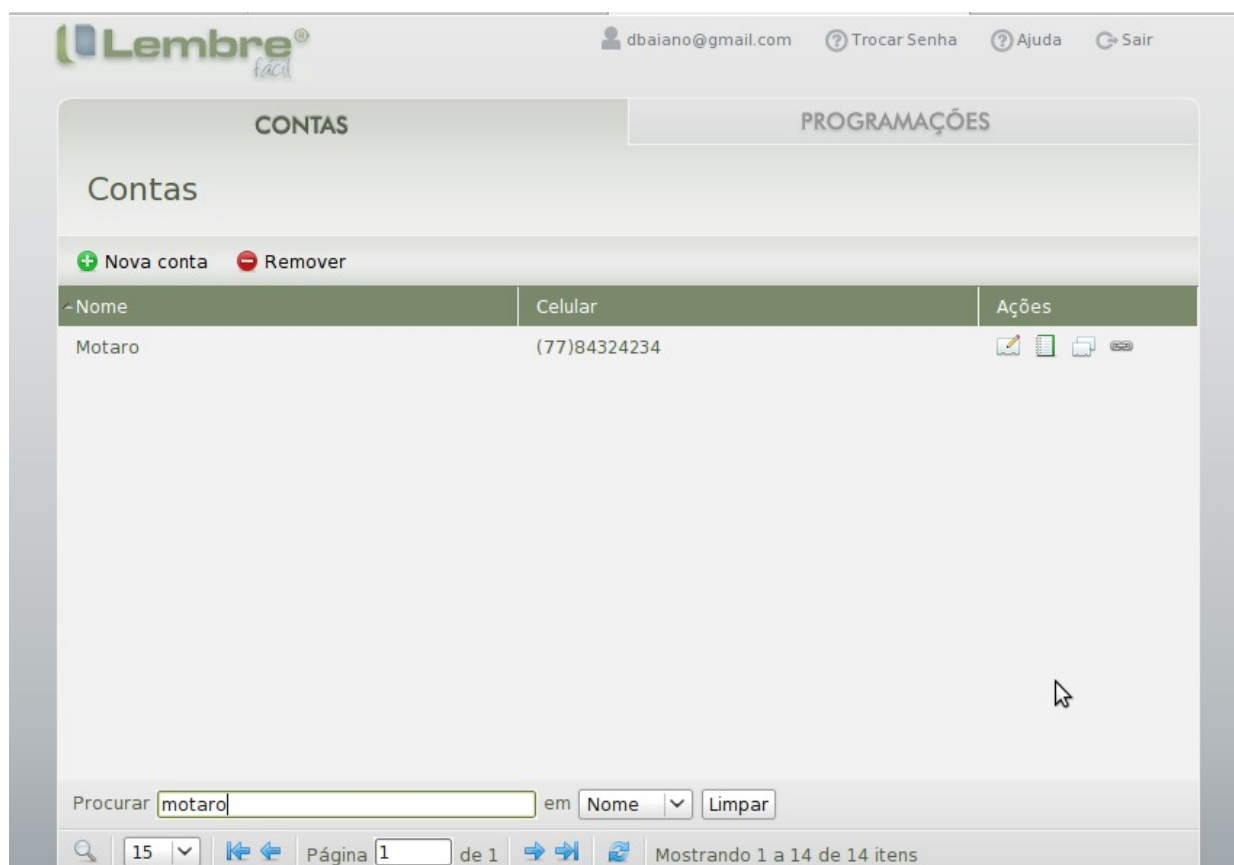 Lembre®
fácil
dbaiano@gmail.com Trocar Senha Ajuda Sair
CONTAS PROGRAMAÇÕES
Contas
Nova conta Remover
Nome Celular Ações
Motaro (77)84324234
Procurar motaro em Nome Limpar
15 Página 1 de 1 Mostrando 1 a 14 de 14 itens